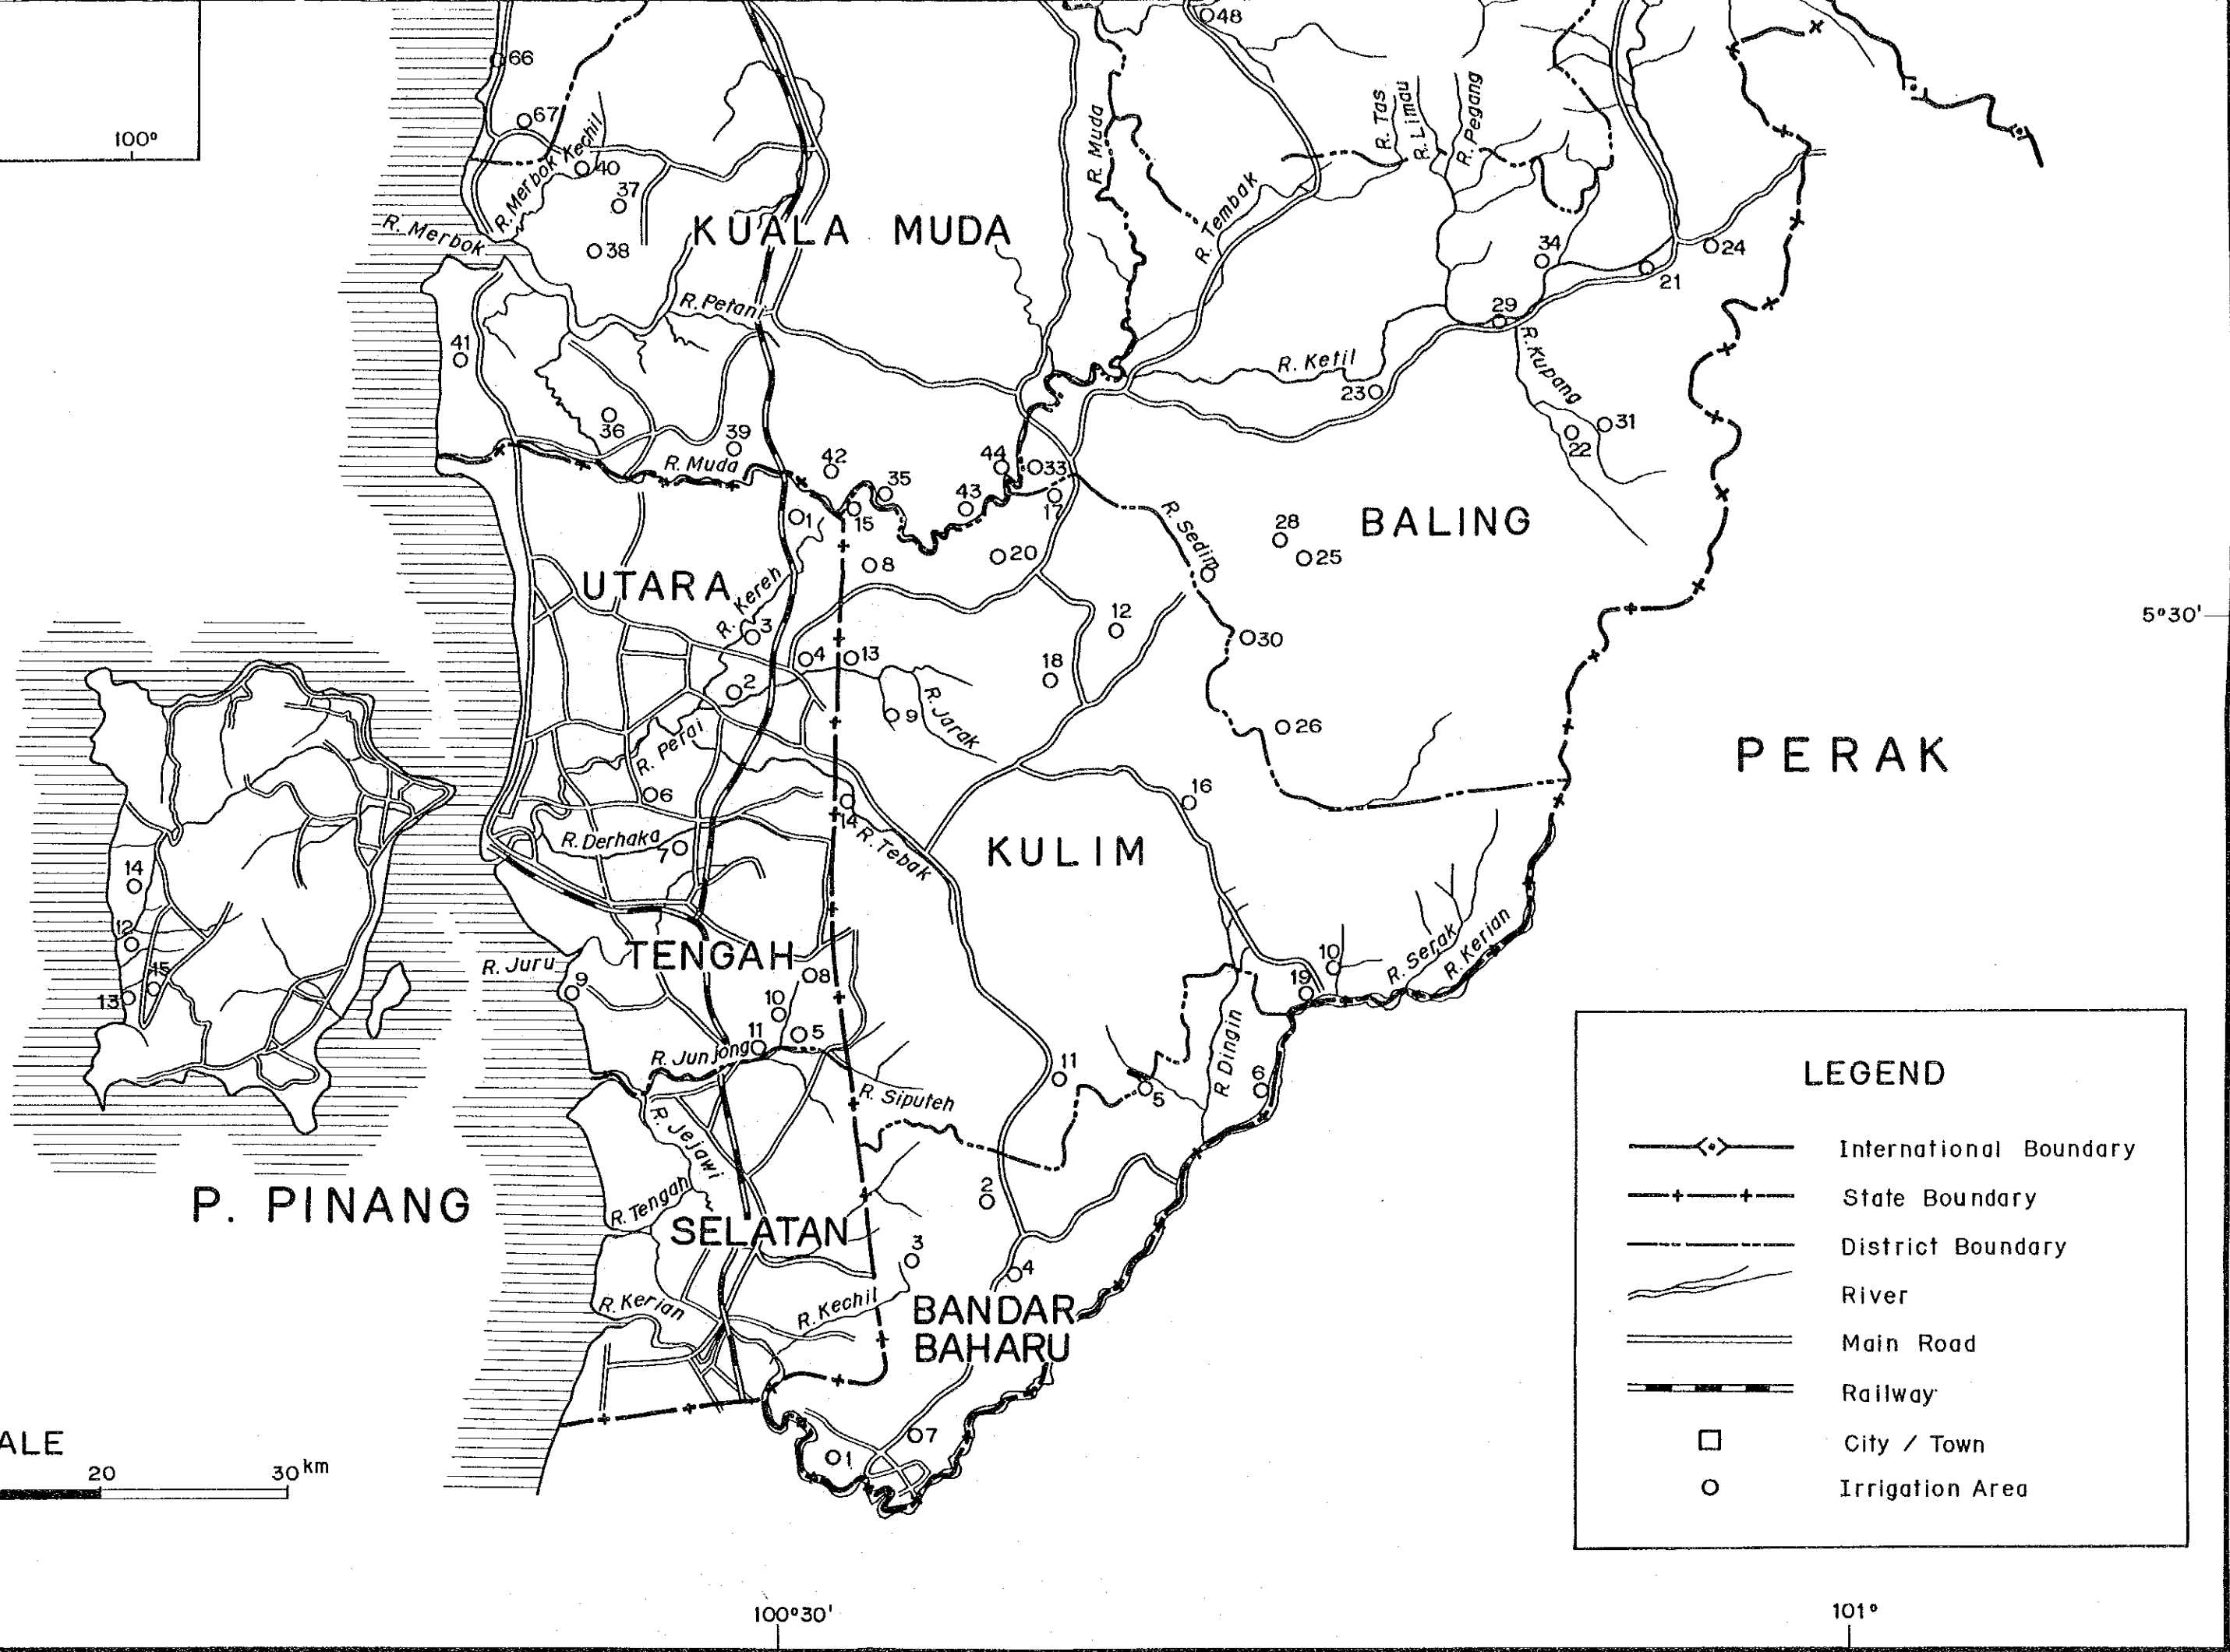 48
66
67
100°
R. Merbok Kechil
40
37
R. Merbok
38
KUALA MUDA
R. Muda
R. Tembak
R. Tas
R. Limau
R. Pegang
34
24
21
R. Petani
29
41
R. Ketil
R. Kupang
23
36
39
31
22
R. Muda
42
35
44
33
43
15
17
1
28
25
BALING
R. Sedim
8
20
UTARA
R. Kereh
3
12
5°30'
30
4
13
18
2
9
R. Jarak
26
PERAK
R. Perai
6
16
14
R. Derhaka
7
R. Tebak
KULIM
14
12
15
13
R. Juru
9
TENGAH
8
10
11
5
R. Junjong
10
19
R. Serak
R. Kerian
R. Dingin
11
5
6
R. Siputeh
R. Jejawi
R. Tengah
P. PINANG
SELATAN
2
3
4
R. Kerian
R. Kechil
BANDAR
BAHARU
7
1
LEGEND
International Boundary
State Boundary
District Boundary
River
Main Road
Railway
City / Town
Irrigation Area
ALE
20
30 km
100°30'
101°